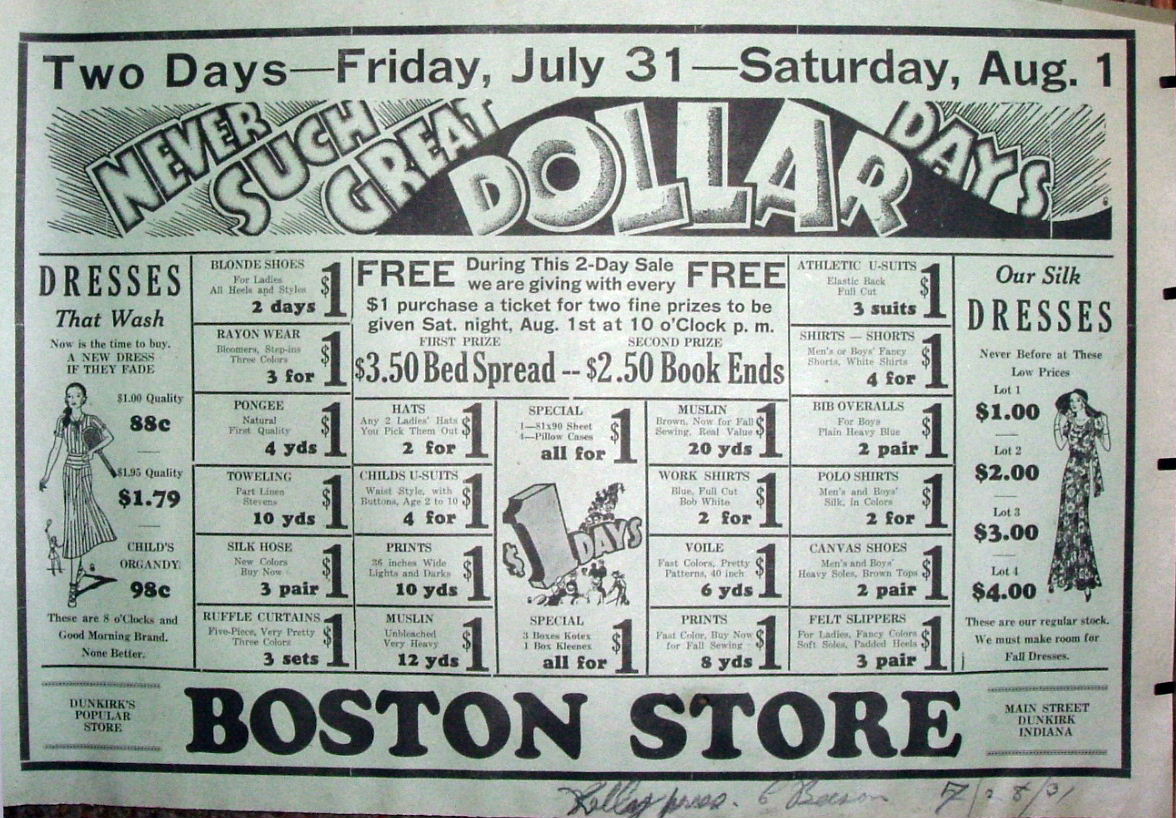 Two Days—Friday, July 31—Saturday, Aug. 1
NEVER SUCH GREAT DOLLAR DAYS
DRESSES
That Wash
Now is the time to buy.
A NEW DRESS
IF THEY FADE
$1.00 Quality
88c
$1.95 Quality
$1.79
CHILD'S
ORGANDY
98c
These are 8 o'Clocks and
Good Morning Brand.
None Better.
BLONDE SHOES
For Ladies
All Heels and Styles
2 days
$1
RAYON WEAR
Bloomers, Step-ins
Three Colors
3 for
$1
PONGEE
Natural
First Quality
4 yds
$1
TOWELING
Part Linen
Stevens
10 yds
$1
SILK HOSE
New Colors
Buy Now
3 pair
$1
RUFFLE CURTAINS
Five-Piece, Very Pretty
Three Colors
3 sets
$1
FREE During This 2-Day Sale FREE
we are giving with every
$1 purchase a ticket for two fine prizes to be
given Sat. night, Aug. 1st at 10 o'Clock p. m.
FIRST PRIZE SECOND PRIZE
$3.50 Bed Spread -- $2.50 Book Ends
HATS
Any 2 Ladies' Hats
You Pick Them Out
2 for
$1
CHILDS U-SUITS
Waist Style, with
Buttons, Age 2 to 10
4 for
$1
PRINTS
36 inches Wide
Lights and Darks
10 yds
$1
MUSLIN
Unbleached
Very Heavy
12 yds
$1
SPECIAL
1—81x90 Sheet
4—Pillow Cases
all for
$1
$1 DAYS
SPECIAL
3 Boxes Kotex
1 Box Kleenex
all for
$1
MUSLIN
Brown, Now for Fall
Sewing, Real Value
20 yds
$1
WORK SHIRTS
Blue, Full Cut
Bob White
2 for
$1
VOILE
Fast Colors, Pretty
Patterns, 40 inch
6 yds
$1
PRINTS
Fast Color, Buy Now
for Fall Sewing
8 yds
$1
ATHLETIC U-SUITS
Elastic Back
Full Cut
3 suits
$1
SHIRTS — SHORTS
Men's or Boys' Fancy
Shorts, White Shirts
4 for
$1
BIB OVERALLS
For Boys
Plain Heavy Blue
2 pair
$1
POLO SHIRTS
Men's and Boys'
Silk, in Colors
2 for
$1
CANVAS SHOES
Men's and Boys'
Heavy Soles, Brown Tops
2 pair
$1
FELT SLIPPERS
For Ladies, Fancy Colors
Soft Soles, Padded Heels
3 pair
$1
Our Silk
DRESSES
Never Before at These
Low Prices
Lot 1
$1.00
Lot 2
$2.00
Lot 3
$3.00
Lot 4
$4.00
These are our regular stock.
We must make room for
Fall Dresses.
DUNKIRK'S
POPULAR
STORE
BOSTON STORE
MAIN STREET
DUNKIRK
INDIANA
7/28/31